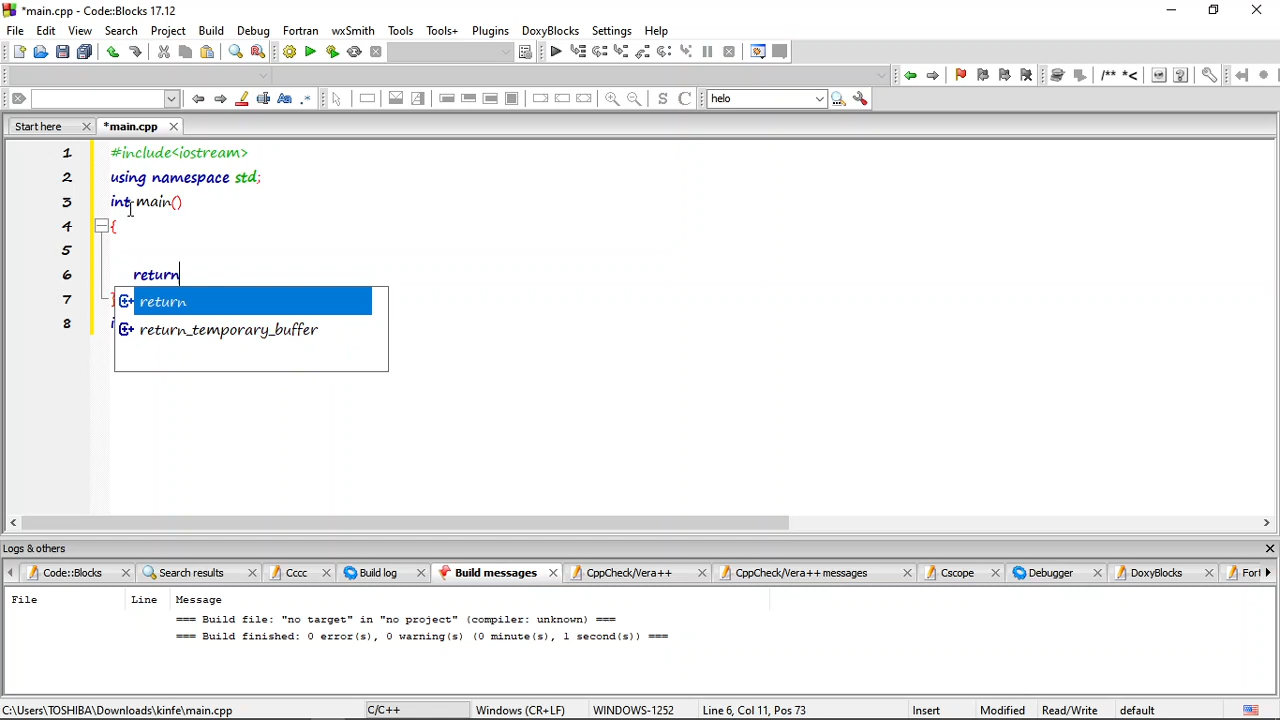 *main.cpp - Code::Blocks 17.12
File Edit View Search Project Build Debug Fortran wxSmith Tools Tools+ Plugins DoxyBlocks Settings Help
/** *<
S C helo
Start here *main.cpp
1 #include<iostream>
2 using namespace std;
3 int main()
4 {
5
6 return
7 }
return
8
return_temporary_buffer
Logs & others
Code::Blocks Search results Cccc Build log Build messages CppCheck/Vera++ CppCheck/Vera++ messages Cscope Debugger DoxyBlocks
File Line Message
=== Build file: "no target" in "no project" (compiler: unknown) ===
=== Build finished: 0 error(s), 0 warning(s) (0 minute(s), 1 second(s)) ===
C:\Users\TOSHIBA\Downloads\kinfe\main.cpp C/C++ Windows (CR+LF) WINDOWS-1252 Line 6, Col 11, Pos 73 Insert Modified Read/Write default